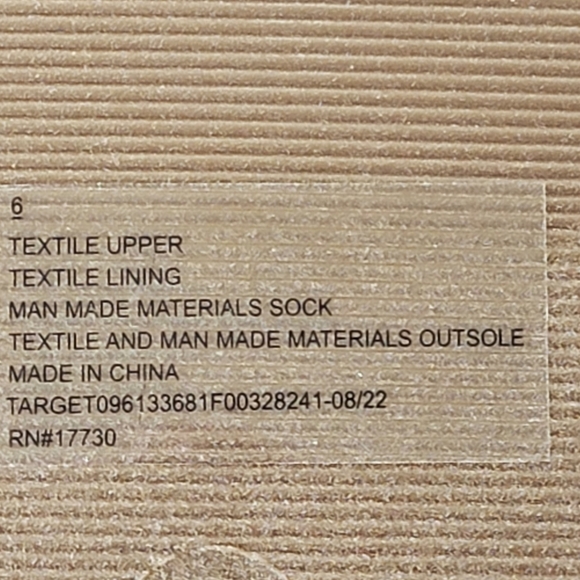 6
TEXTILE UPPER
TEXTILE LINING
MAN MADE MATERIALS SOCK
TEXTILE AND MAN MADE MATERIALS OUTSOLE
MADE IN CHINA
TARGET096133681F00328241-08/22
RN#17730